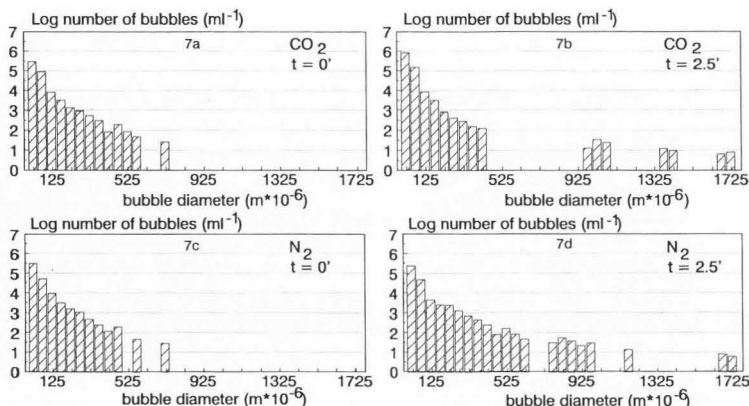 Log number of bubbles (ml⁻¹)
7
6
5
4
3
2
1
0
7a
CO₂
t = 0'
125 525 925 1325 1725
bubble diameter (m*10⁻⁶)
Log number of bubbles (ml⁻¹)
7
6
5
4
3
2
1
0
7b
CO₂
t = 2.5'
125 525 925 1325 1725
bubble diameter (m*10⁻⁶)
Log number of bubbles (ml⁻¹)
7
6
5
4
3
2
1
0
7c
N₂
t = 0'
125 525 925 1325 1725
bubble diameter (m*10⁻⁶)
Log number of bubbles (ml⁻¹)
7
6
5
4
3
2
1
0
7d
N₂
t = 2.5'
125 525 925 1325 1725
bubble diameter (m*10⁻⁶)